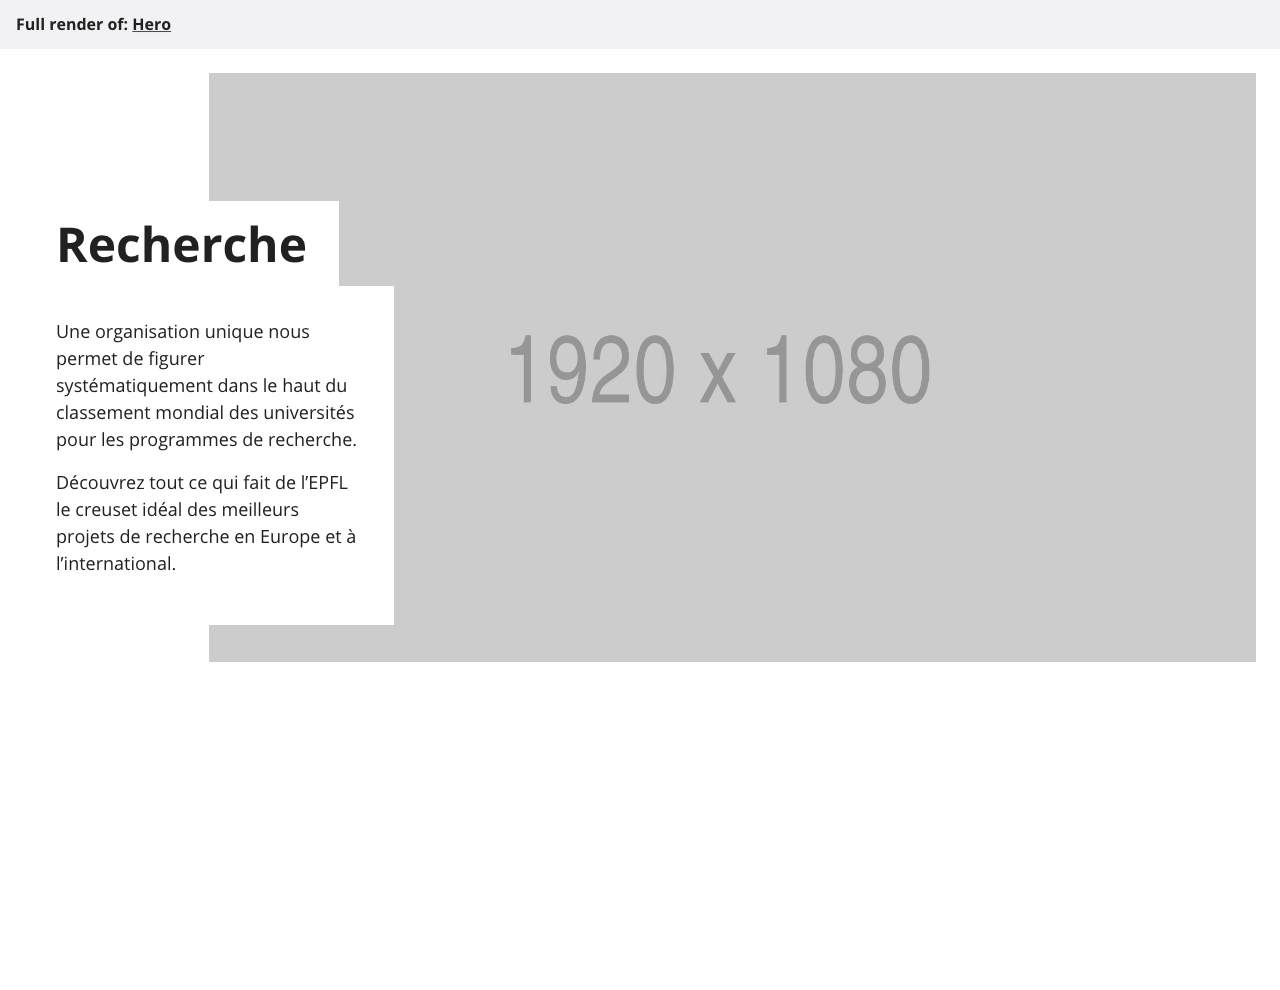 Full render of: Hero
Recherche
Une organisation unique nous
permet de figurer
systématiquement dans le haut du
classement mondial des universités
pour les programmes de recherche.
Découvrez tout ce qui fait de l’EPFL
le creuset idéal des meilleurs
projets de recherche en Europe et à
l’international.
1920 x 1080